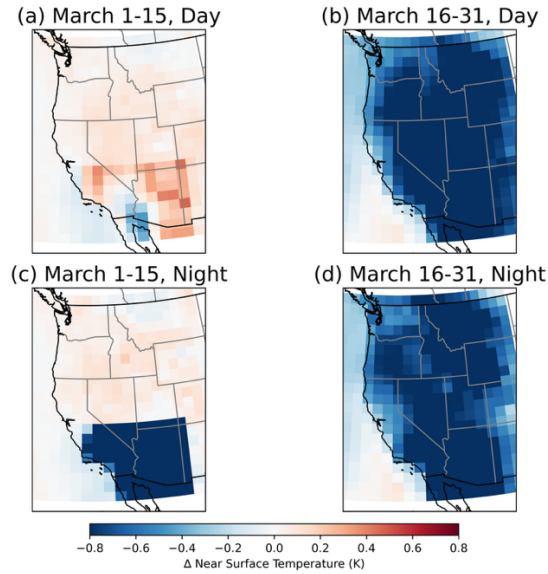 (a) March 1-15, Day
(b) March 16-31, Day
(c) March 1-15, Night
(d) March 16-31, Night
−0.8 −0.6 −0.4 −0.2 0.0 0.2 0.4 0.6 0.8
Δ Near Surface Temperature (K)